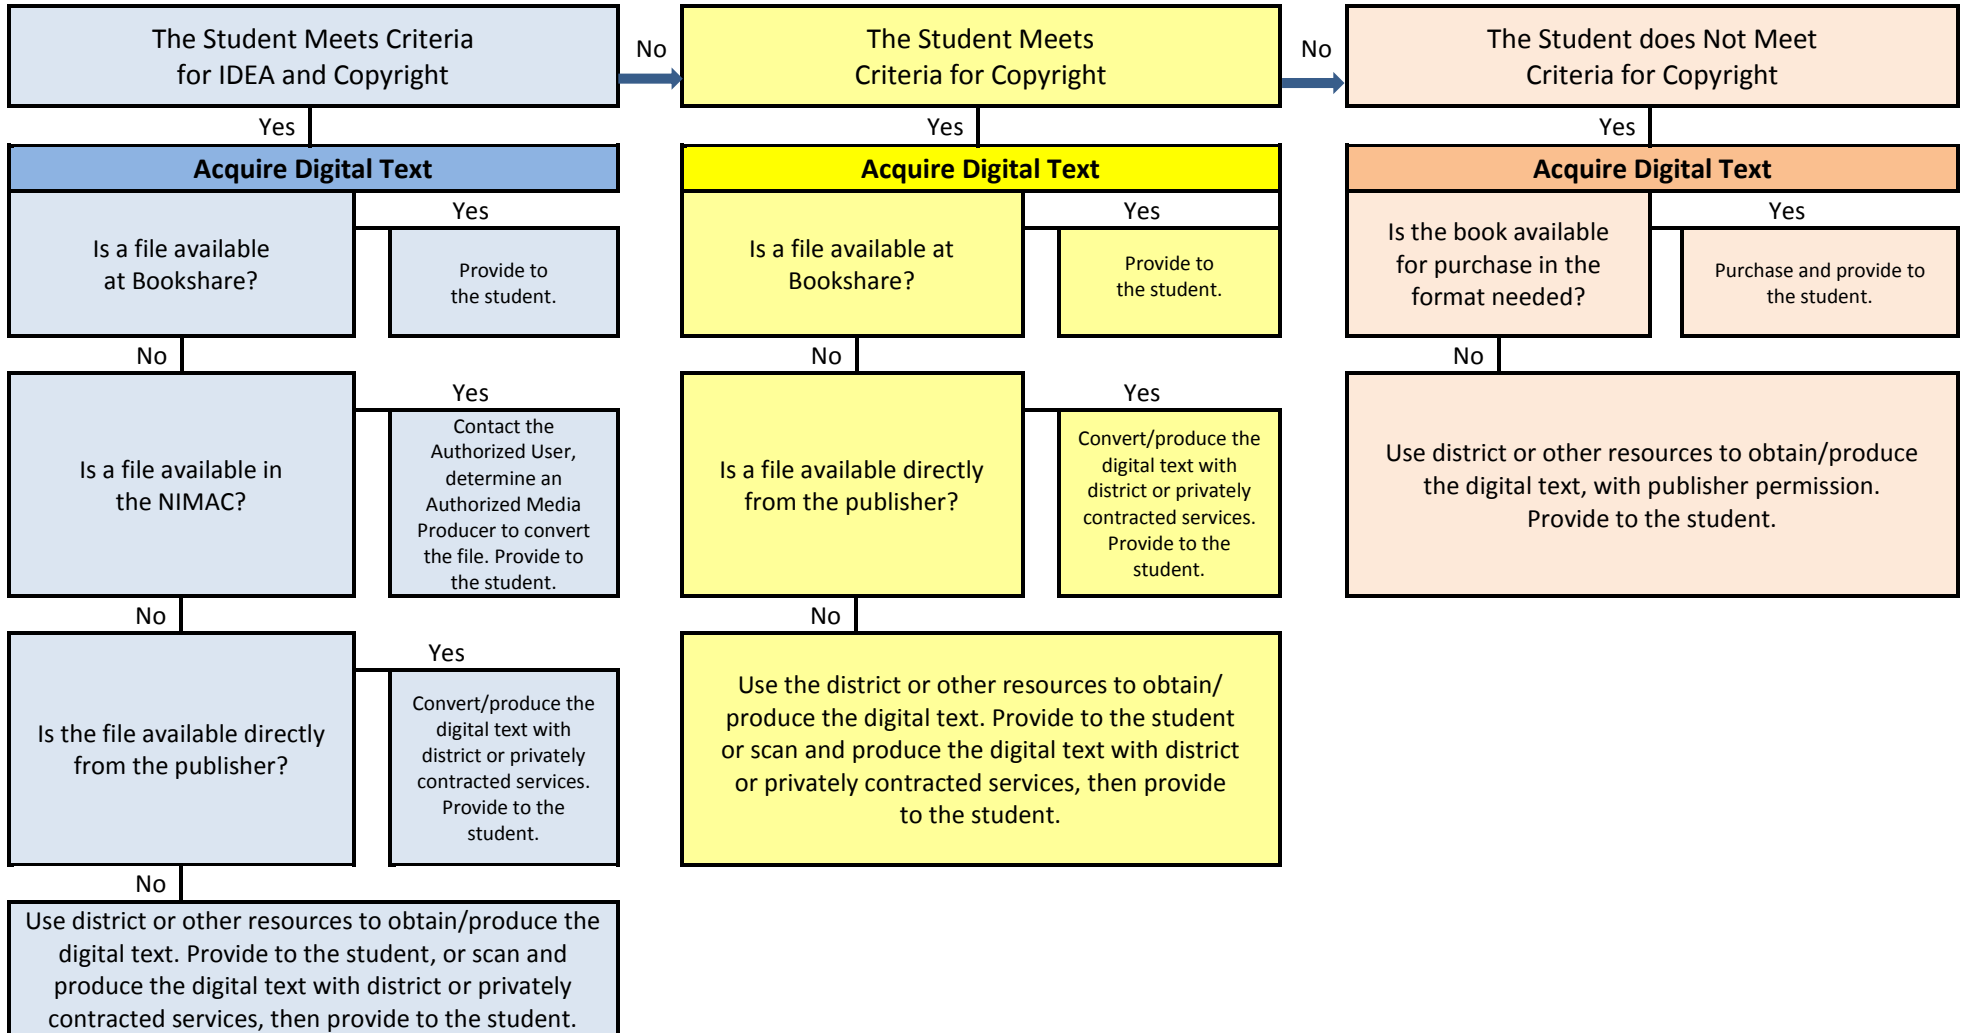 The Student Meets Criteria
for IDEA and Copyright
No
The Student Meets
Criteria for Copyright
No
The Student does Not Meet
Criteria for Copyright
Yes
Acquire Digital Text
Is a file available
at Bookshare?
Yes
Provide to
the student.
No
Is a file available in
the NIMAC?
Yes
Contact the
Authorized User,
determine an
Authorized Media
Producer to convert
the file. Provide to
the student.
No
Is the file available directly
from the publisher?
Yes
Convert/produce the
digital text with
district or privately
contracted services.
Provide to the
student.
No
Use district or other resources to obtain/produce the
digital text. Provide to the student, or scan and
produce the digital text with district or privately
contracted services, then provide to the student.
Yes
Acquire Digital Text
Is a file available at
Bookshare?
Yes
Provide to
the student.
No
Is a file available directly
from the publisher?
Yes
Convert/produce the
digital text with
district or privately
contracted services.
Provide to the
student.
No
Use the district or other resources to obtain/
produce the digital text. Provide to the student
or scan and produce the digital text with district
or privately contracted services, then provide
to the student.
Yes
Acquire Digital Text
Is the book available
for purchase in the
format needed?
Yes
Purchase and provide to
the student.
No
Use district or other resources to obtain/produce
the digital text, with publisher permission.
Provide to the student.